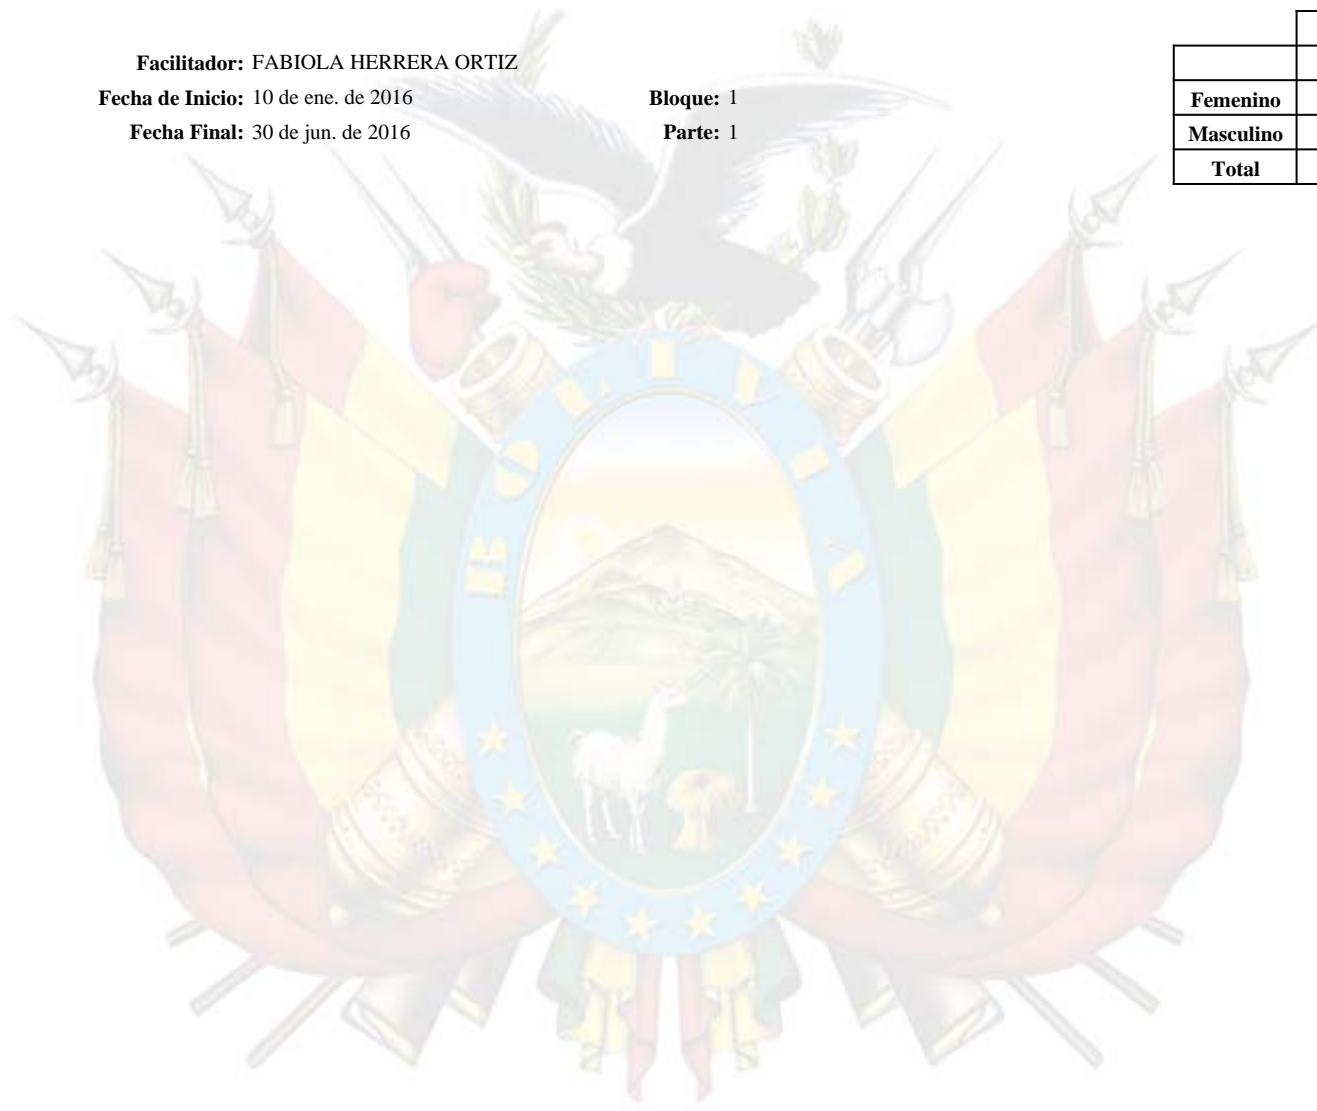 Facilitador: FABIOLA HERRERA ORTIZ
Fecha de Inicio: 10 de ene. de 2016 Bloque: 1
Fecha Final: 30 de jun. de 2016 Parte: 1
Femenino
Masculino
Total
BOLIVIA